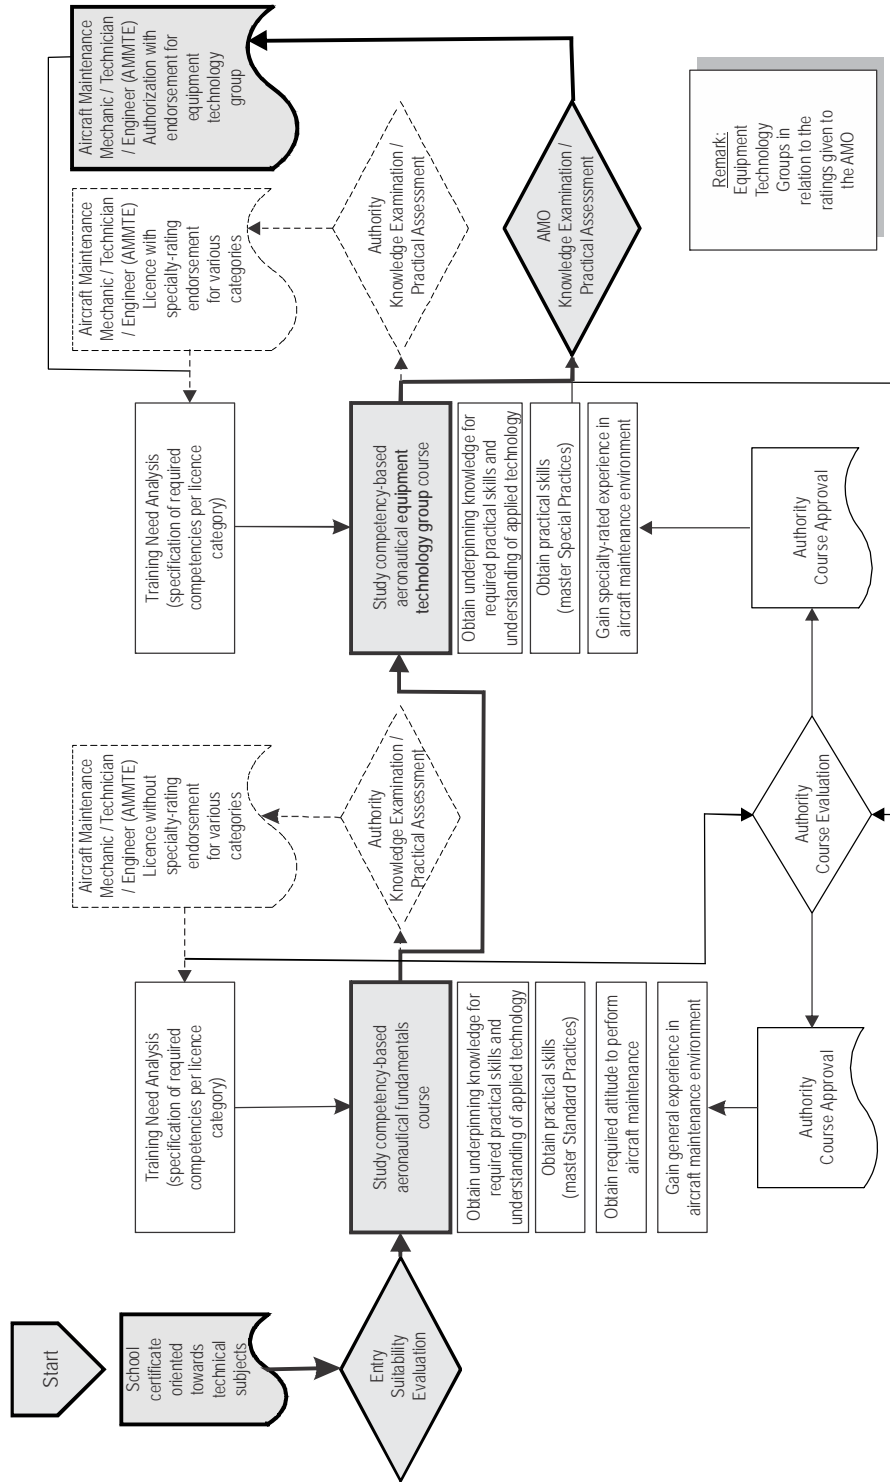 Start
School
certificate
oriented
towards
technical
subjects
Entry
Suitability
Evaluation
Training Need Analysis
(specification of required
competencies per licence
category)
Study competency-based
aeronautical fundamentals
course
Obtain underpinning knowledge for
required practical skills and
understanding of applied technology
Obtain practical skills
(master Standard Practices)
Obtain required attitude to perform
aircraft maintenance
Gain general experience in
aircraft maintenance environment
Authority
Course Approval
Aircraft Maintenance
Mechanic / Technician
/ Engineer (AMMTE)
Licence without
specialty-rating
endorsement
for various
categories
Authority
Knowledge Examination /
Practical Assessment
Authority
Course Evaluation
Training Need Analysis
(specification of required
competencies per licence
category)
Study competency-based
aeronautical equipment
technology group course
Obtain underpinning knowledge for
required practical skills and
understanding of applied technology
Obtain practical skills
(master Special Practices)
Gain specialty-rated experience in
aircraft maintenance environment
Authority
Course Approval
Aircraft Maintenance
Mechanic / Technician
/ Engineer (AMMTE)
Licence with
specialty-rating
endorsement
for various
categories
Authority
Knowledge Examination /
Practical Assessment
Aircraft Maintenance
Mechanic / Technician
/ Engineer (AMMTE)
Authorization with
endorsement for
equipment
technology
group
AMO
Knowledge Examination /
Practical Assessment
Remark:
Equipment
Technology
Groups in
relation to the
ratings given to
the AMO